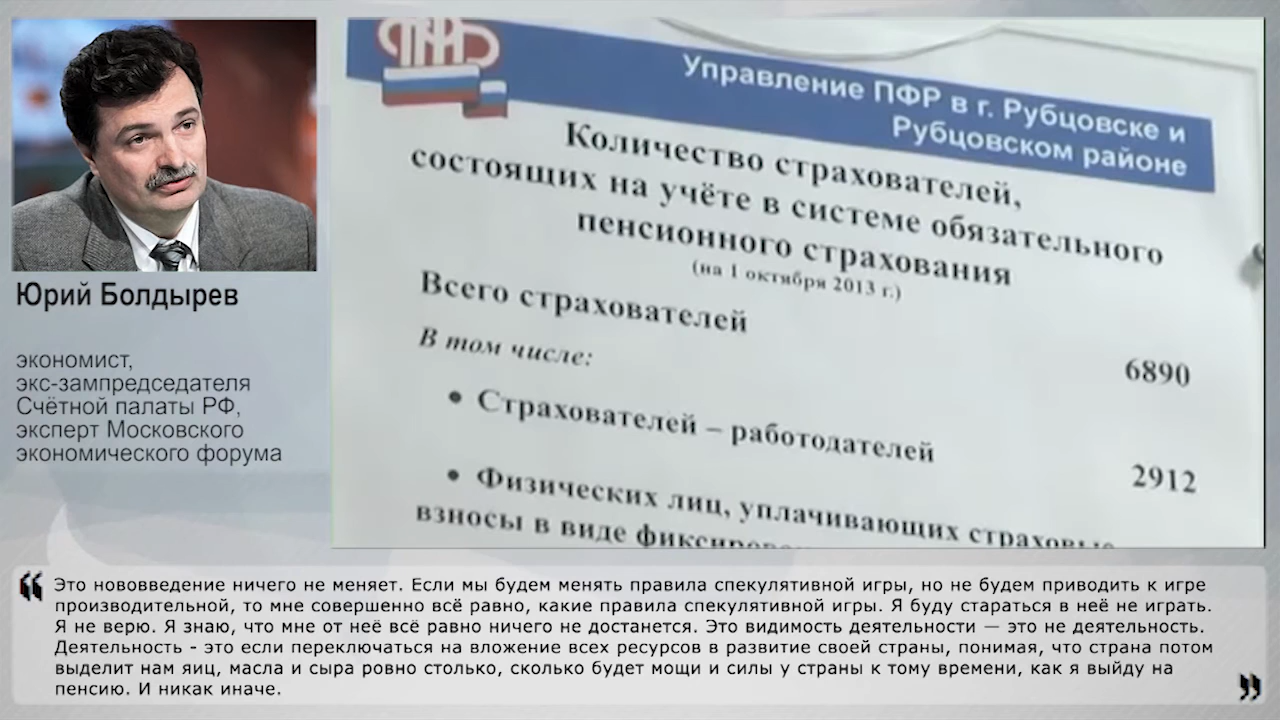 ПФР
Управление ПФР в г. Рубцовске и
Рубцовском районе
Количество страхователей,
состоящих на учёте в системе обязательного
пенсионного страхования
(на 1 октября 2013 г.)
Всего страхователей
6890
В том числе:
• Страхователей – работодателей
2912
• Физических лиц, уплачивающих страховые
взносы в виде
Юрий Болдырев
экономист,
экс-зампредседателя
Счётной палаты РФ,
эксперт Московского
экономического форума
“ Это нововведение ничего не меняет. Если мы будем менять правила спекулятивной игры, но не будем приводить к игре
производительной, то мне совершенно всё равно, какие правила спекулятивной игры. Я буду стараться в неё не играть.
Я не верю. Я знаю, что мне от неё всё равно ничего не достанется. Это видимость деятельности — это не деятельность.
Деятельность - это если переключаться на вложение всех ресурсов в развитие своей страны, понимая, что страна потом
выделит нам яиц, масла и сыра ровно столько, сколько будет мощи и силы у страны к тому времени, как я выйду на
пенсию. И никак иначе. ”